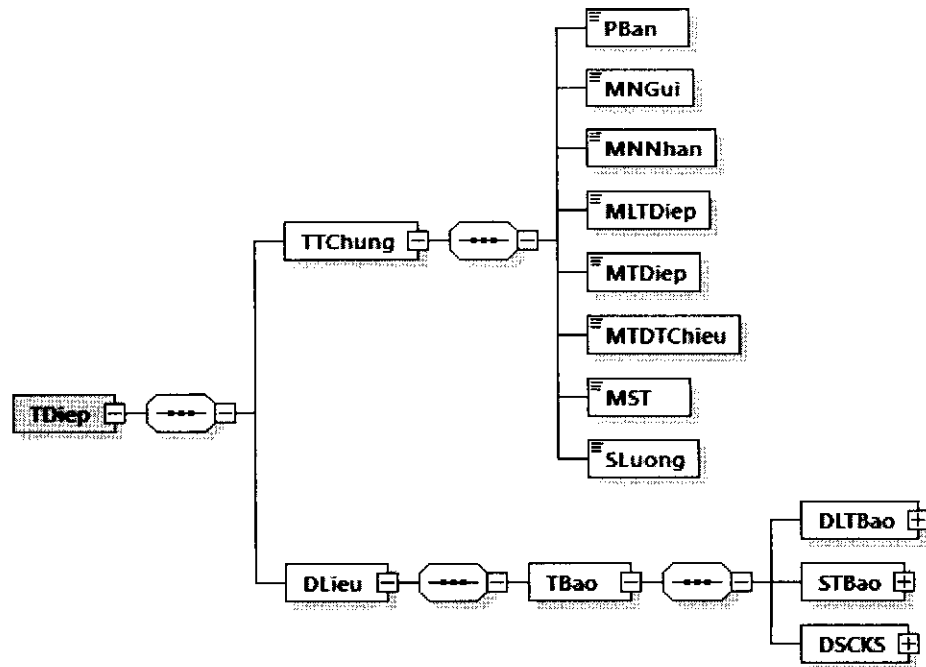 PBan
MNGui
MNNhan
MLTDiep
TTChung
MTDiep
MTDTChieu
TDiep
MST
SLuong
DLTBao
DLieu
TBao
STBao
DSCKS